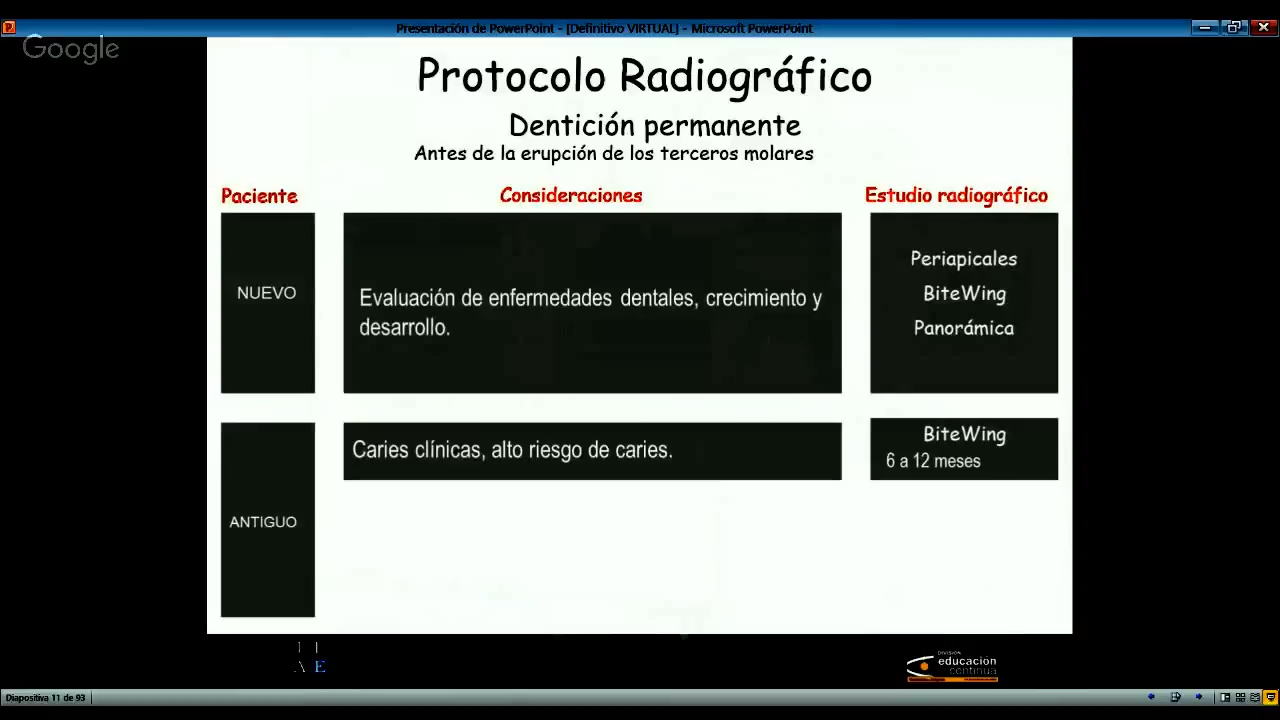 Presentación de PowerPoint - [Definitivo VIRTUAL] - Microsoft PowerPoint
Google
Protocolo Radiográfico
Dentición permanente
Antes de la erupción de los terceros molares
Paciente
Consideraciones
Estudio radiográfico
NUEVO
Evaluación de enfermedades dentales, crecimiento y
desarrollo.
Periapicales
BiteWing
Panorámica
ANTIGUO
Caries clínicas, alto riesgo de caries.
BiteWing
6 a 12 meses
E
DIVISIÓN
educación
continua
Diapositiva 11 de 93